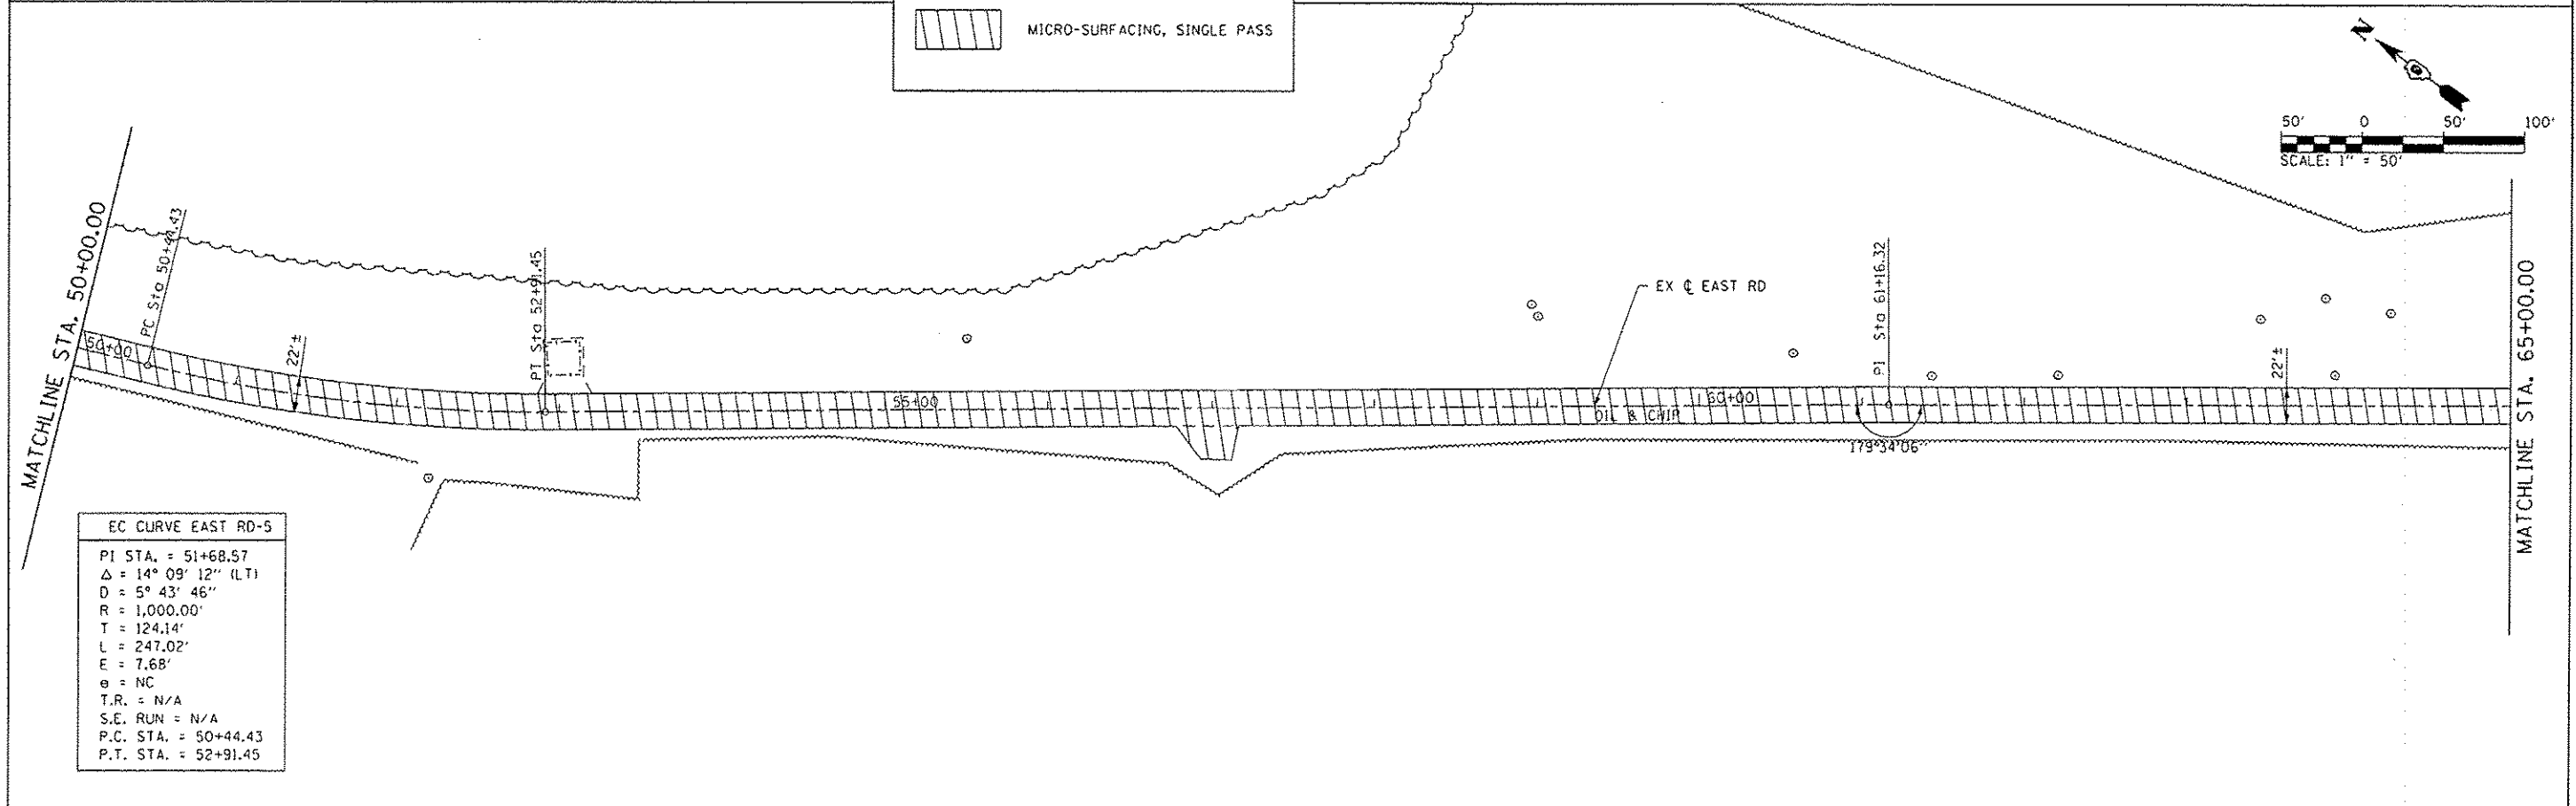 MICRO-SURFACING, SINGLE PASS
N
50' 0 50' 100'
SCALE: 1" = 50'
MATCHLINE STA. 50+00.00
PC Sta 50+44.43
50+00
22'±
PT Sta 52+91.45
55+00
EX ℄ EAST RD
OIL & CHIP
60+00
PI Sta 61+16.32
179°34'06"
22'±
MATCHLINE STA. 65+00.00
EC CURVE EAST RD-5
PI STA. = 51+68.57
Δ = 14° 09' 12" (LT)
D = 5° 43' 46"
R = 1,000.00'
T = 124.14'
L = 247.02'
E = 7.68'
e = NC
T.R. = N/A
S.E. RUN = N/A
P.C. STA. = 50+44.43
P.T. STA. = 52+91.45